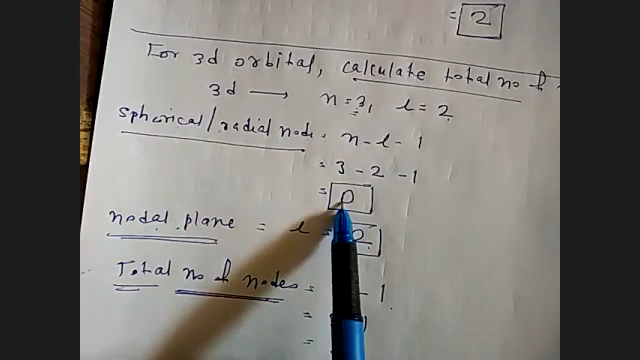 = 2
For 3d orbital, calculate total no of
3d → n = 3, l = 2
spherical/radial node = n - l - 1
= 3 - 2 - 1
= 0
nodal plane = l =
Total no of nodes = - 1
=
=